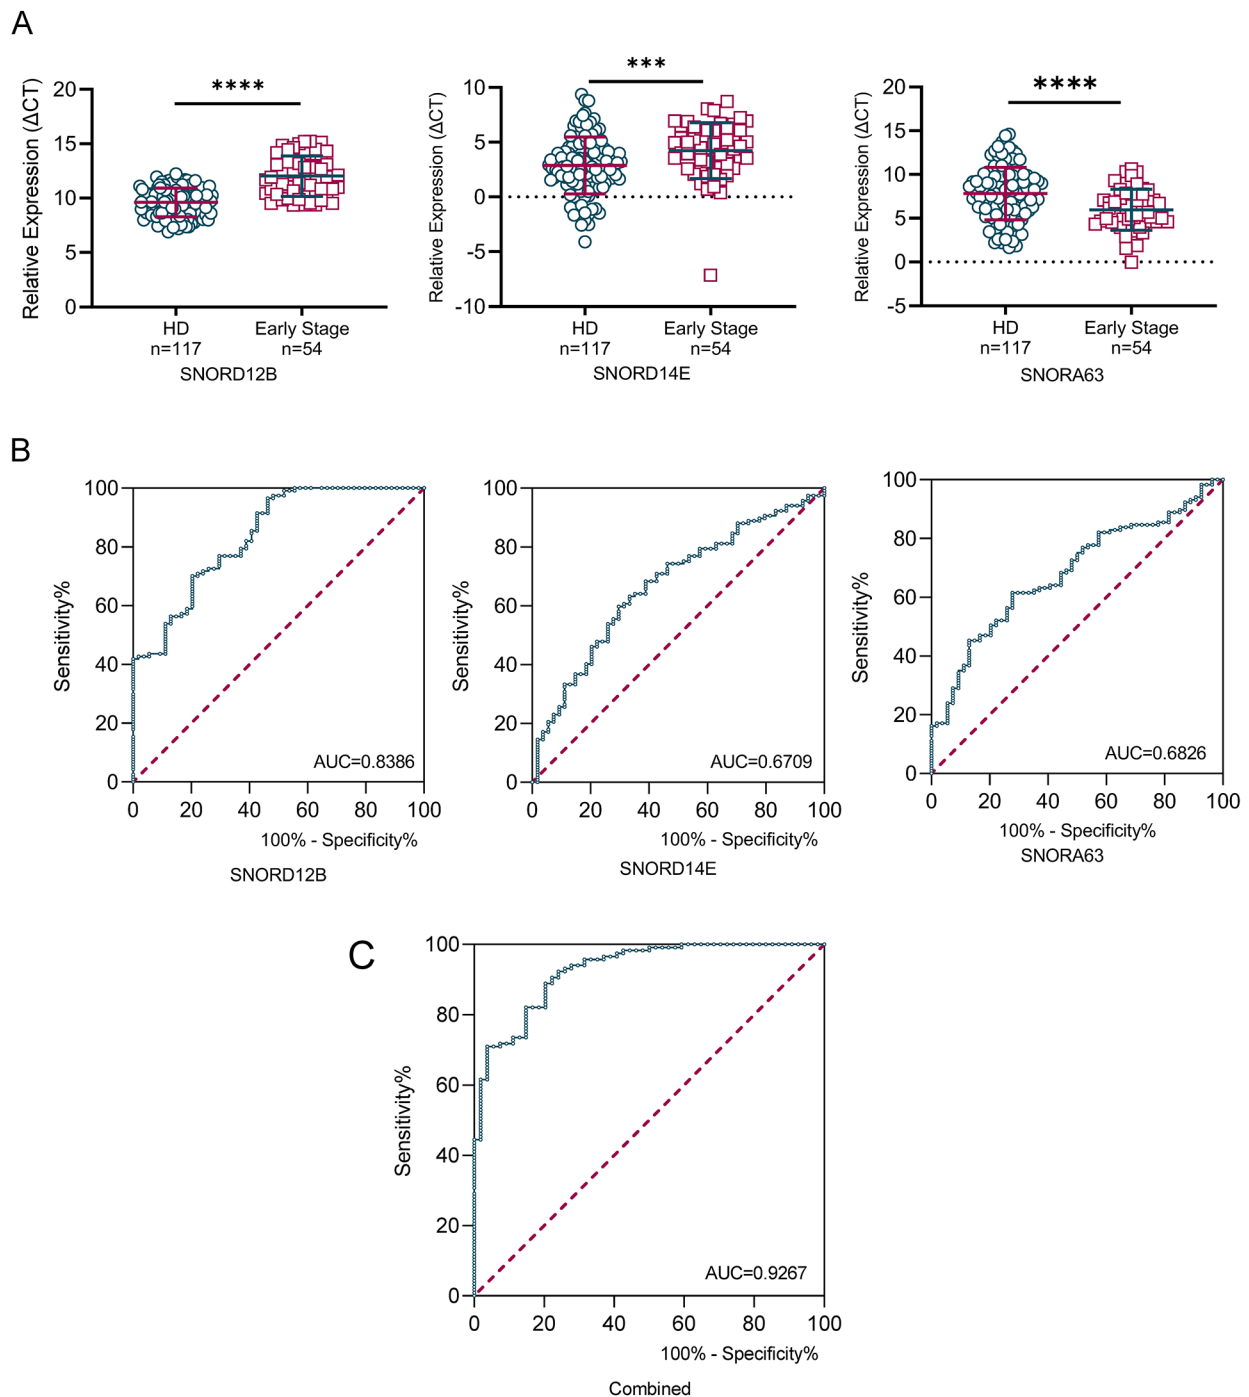 A
Relative Expression (ΔCT)
20
15
10
5
0
****
HD
n=117
Early Stage
n=54
SNORD12B
Relative Expression (ΔCT)
10
5
0
-5
-10
***
HD
n=117
Early Stage
n=54
SNORD14E
Relative Expression (ΔCT)
20
15
10
5
0
-5
****
HD
n=117
Early Stage
n=54
SNORA63
B
Sensitivity%
100
80
60
40
20
0
AUC=0.8386
0 20 40 60 80 100
100% - Specificity%
SNORD12B
Sensitivity%
100
80
60
40
20
0
AUC=0.6709
0 20 40 60 80 100
100% - Specificity%
SNORD14E
Sensitivity%
100
80
60
40
20
0
AUC=0.6826
0 20 40 60 80 100
100% - Specificity%
SNORA63
C
Sensitivity%
100
80
60
40
20
0
AUC=0.9267
0 20 40 60 80 100
100% - Specificity%
Combined